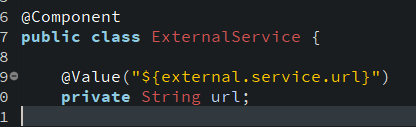 6 @Component
7 public class ExternalService {
8
9 @Value("${external.service.url}")
0 private String url;
1